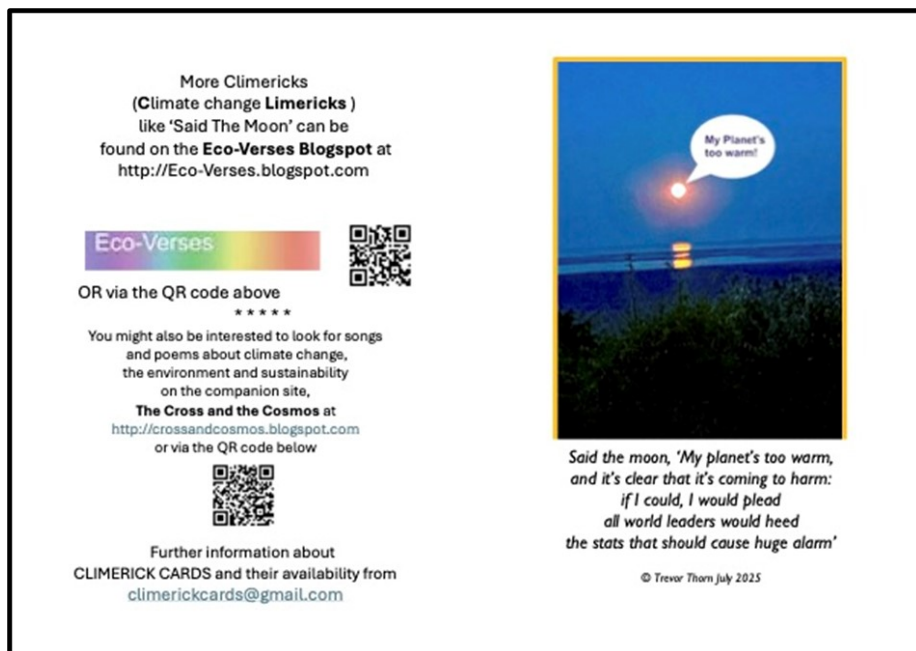 More Climericks
(Climate change Limericks )
like ‘Said The Moon’ can be
found on the Eco-Verses Blogspot at
http://Eco-Verses.blogspot.com
Eco-Verses
OR via the QR code above
* * * * *
You might also be interested to look for songs
and poems about climate change,
the environment and sustainability
on the companion site,
The Cross and the Cosmos at
http://crossandcosmos.blogspot.com
or via the QR code below
Further information about
CLIMERICK CARDS and their availability from
climerickcards@gmail.com
My Planet's
too warm!
Said the moon, ‘My planet’s too warm,
and it’s clear that it’s coming to harm:
if I could, I would plead
all world leaders would heed
the stats that should cause huge alarm’
© Trevor Thorn July 2025